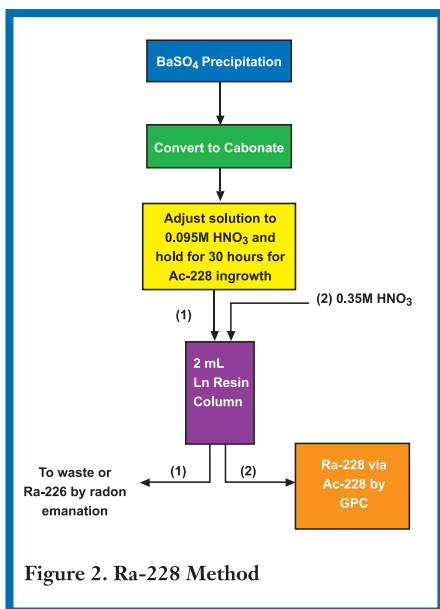 BaSO₄ Precipitation
Convert to Cabonate
Adjust solution to
0.095M HNO₃ and
hold for 30 hours for
Ac-228 ingrowth
(1)
(2) 0.35M HNO₃
2 mL
Ln Resin
Column
To waste or
Ra-226 by radon
emanation
(1)
(2)
Ra-228 via
Ac-228 by
GPC
Figure 2. Ra-228 Method